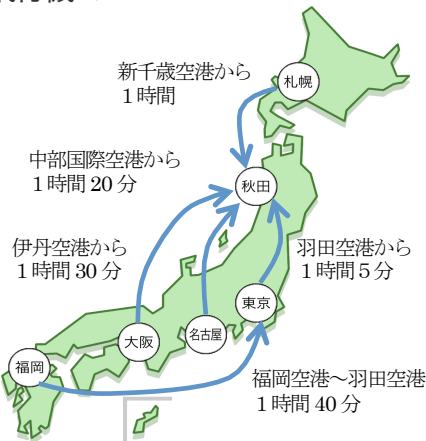 新千歳空港から
1時間
札幌
中部国際空港から
1時間20分
秋田
伊丹空港から
1時間30分
羽田空港から
1時間5分
東京
大阪
名古屋
福岡
福岡空港～羽田空港
1時間40分